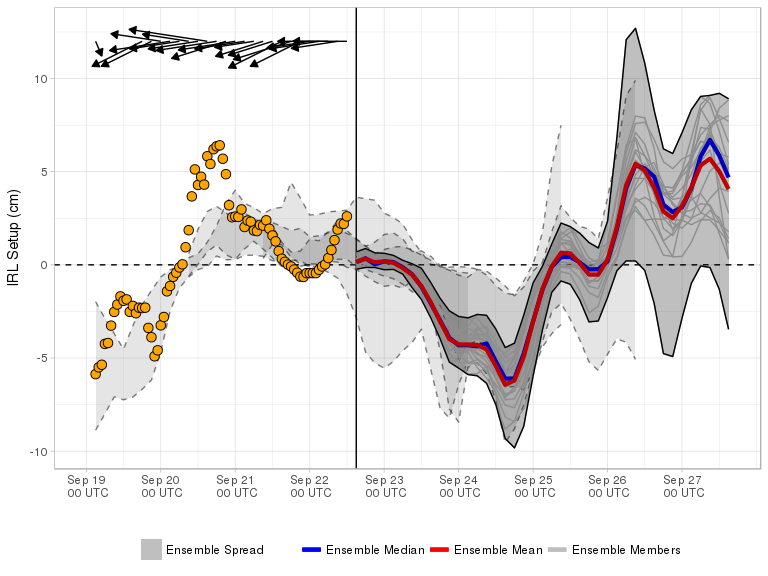 IRL Setup (cm)
10
5
0
-5
-10
Sep 19 Sep 20 Sep 21 Sep 22 Sep 23 Sep 24 Sep 25 Sep 26 Sep 27
00 UTC 00 UTC 00 UTC 00 UTC 00 UTC 00 UTC 00 UTC 00 UTC 00 UTC
Ensemble Spread Ensemble Median Ensemble Mean Ensemble Members